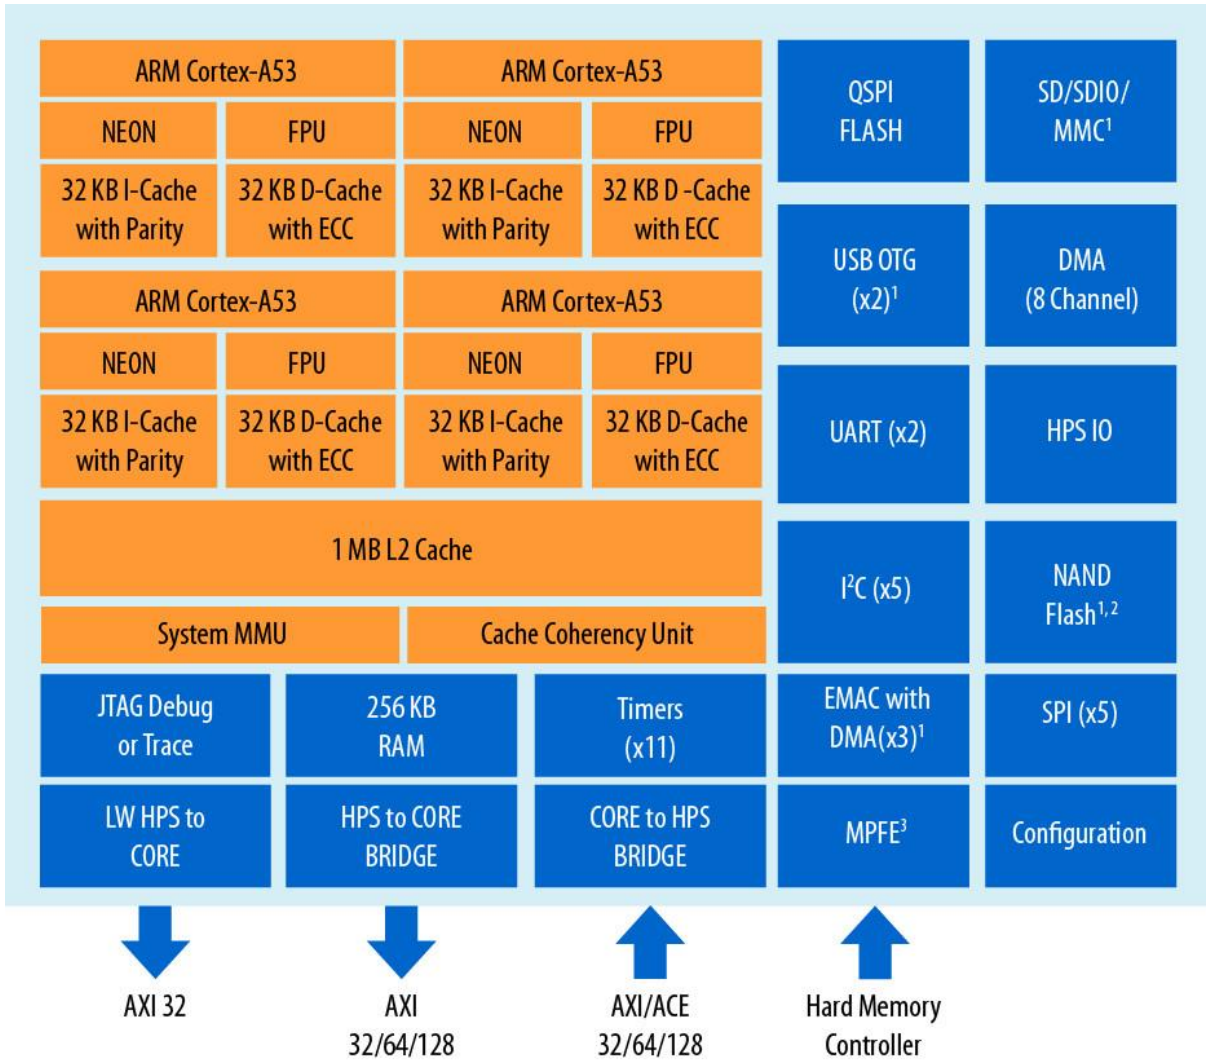 ARM Cortex-A53
ARM Cortex-A53
NEON
FPU
NEON
FPU
32 KB I-Cache
with Parity
32 KB D-Cache
with ECC
32 KB I-Cache
with Parity
32 KB D -Cache
with ECC
ARM Cortex-A53
ARM Cortex-A53
NEON
FPU
NEON
FPU
32 KB I-Cache
with Parity
32 KB D-Cache
with ECC
32 KB I-Cache
with Parity
32 KB D-Cache
with ECC
1 MB L2 Cache
System MMU
Cache Coherency Unit
QSPI
FLASH
SD/SDIO/
MMC¹
USB OTG
(x2)¹
DMA
(8 Channel)
UART (x2)
HPS IO
I²C (x5)
NAND
Flash¹,²
JTAG Debug
or Trace
256 KB
RAM
Timers
(x11)
EMAC with
DMA(x3)¹
SPI (x5)
LW HPS to
CORE
HPS to CORE
BRIDGE
CORE to HPS
BRIDGE
MPFE³
Configuration
AXI 32
AXI
32/64/128
AXI/ACE
32/64/128
Hard Memory
Controller